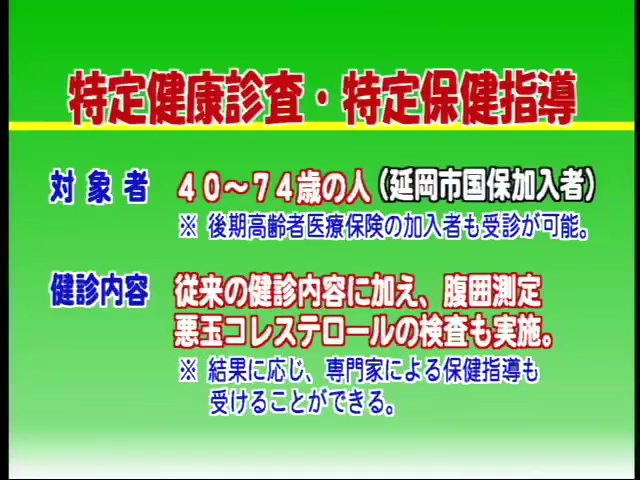 特定健康診査・特定保健指導
対象者 40～74歳の人(延岡市国保加入者)
※ 後期高齢者医療保険の加入者も受診が可能。
健診内容 従来の健診内容に加え、腹囲測定
悪玉コレステロールの検査も実施。
※ 結果に応じ、専門家による保健指導も
受けることができる。